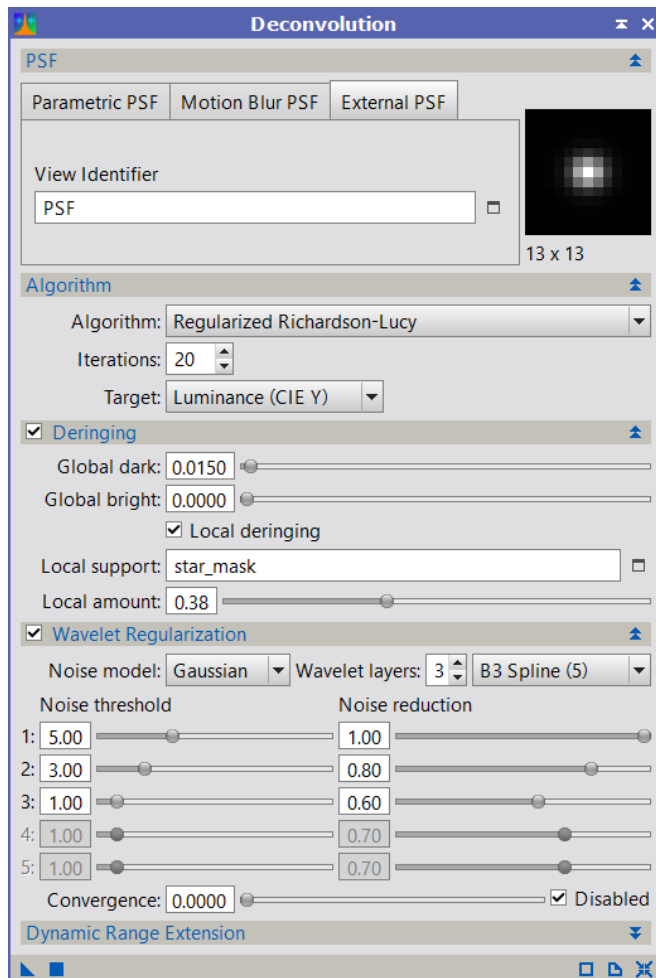 Deconvolution
PSF
Parametric PSF Motion Blur PSF External PSF
View Identifier
PSF
13 x 13
Algorithm
Algorithm: Regularized Richardson-Lucy
Iterations: 20
Target: Luminance (CIE Y)
Deringing
Global dark: 0.0150
Global bright: 0.0000
Local deringing
Local support: star_mask
Local amount: 0.38
Wavelet Regularization
Noise model: Gaussian Wavelet layers: 3 B3 Spline (5)
Noise threshold Noise reduction
1: 5.00 1.00
2: 3.00 0.80
3: 1.00 0.60
4: 1.00 0.70
5: 1.00 0.70
Convergence: 0.0000 Disabled
Dynamic Range Extension